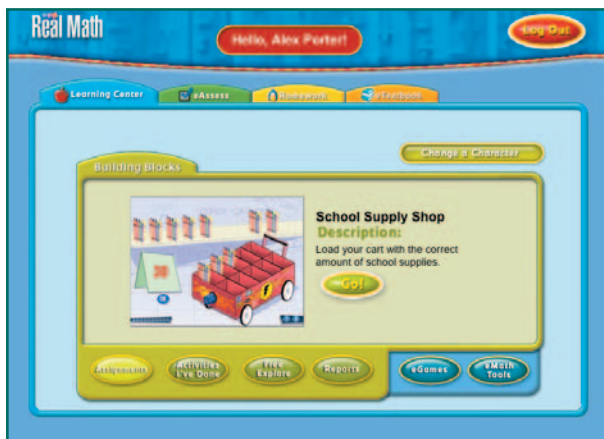 Real Math
Hello, Alex Porter!
Log Out
Learning Center
eAssess
Homework
eTextbook
Change a Character
Building Blocks
School Supply Shop
Description:
Load your cart with the correct
amount of school supplies.
Go!
30
Assignments
Activities
I've Done
Free
Explore
Reports
eGames
eMath
Tools